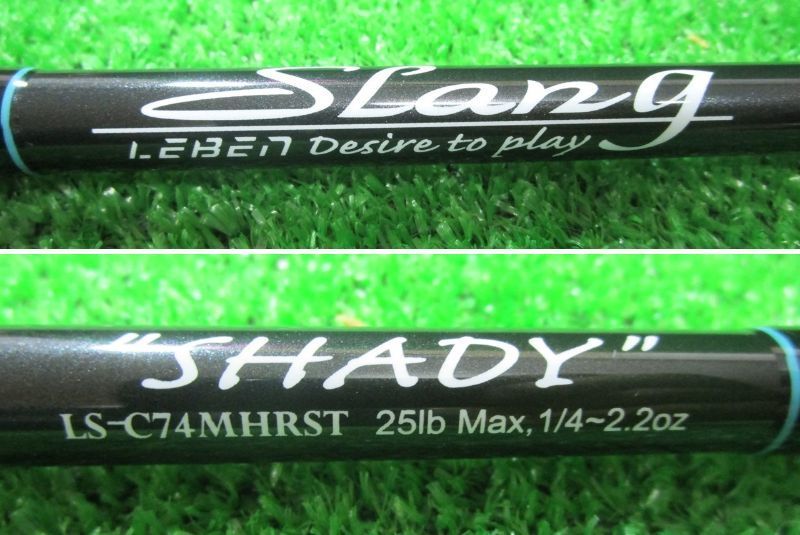 SLang
LEBEN Desire to play
"SHADY"
LS-C74MHRST 25lb Max, 1/4~2.2oz